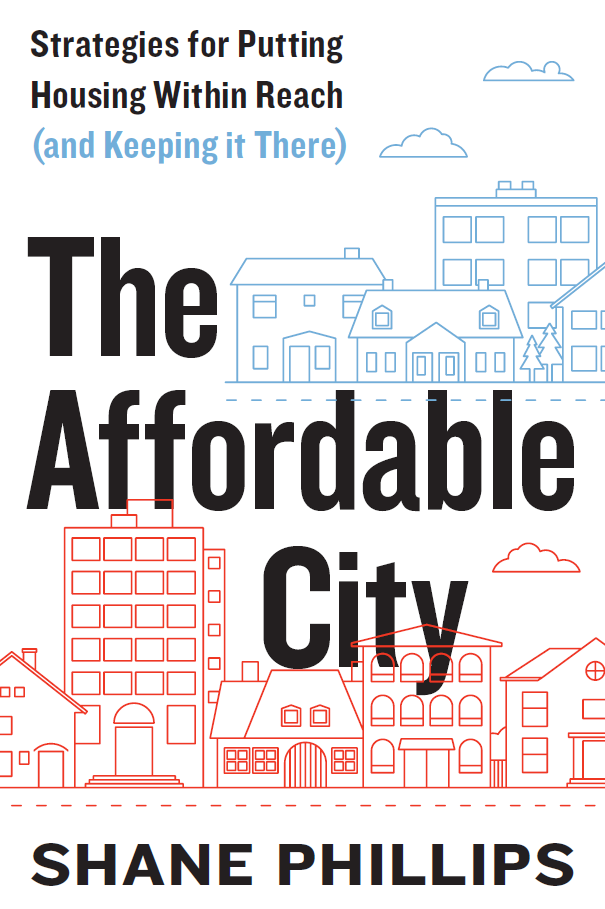 Strategies for Putting
Housing Within Reach
(and Keeping it There)
The
Affordable
City
SHANE PHILLIPS